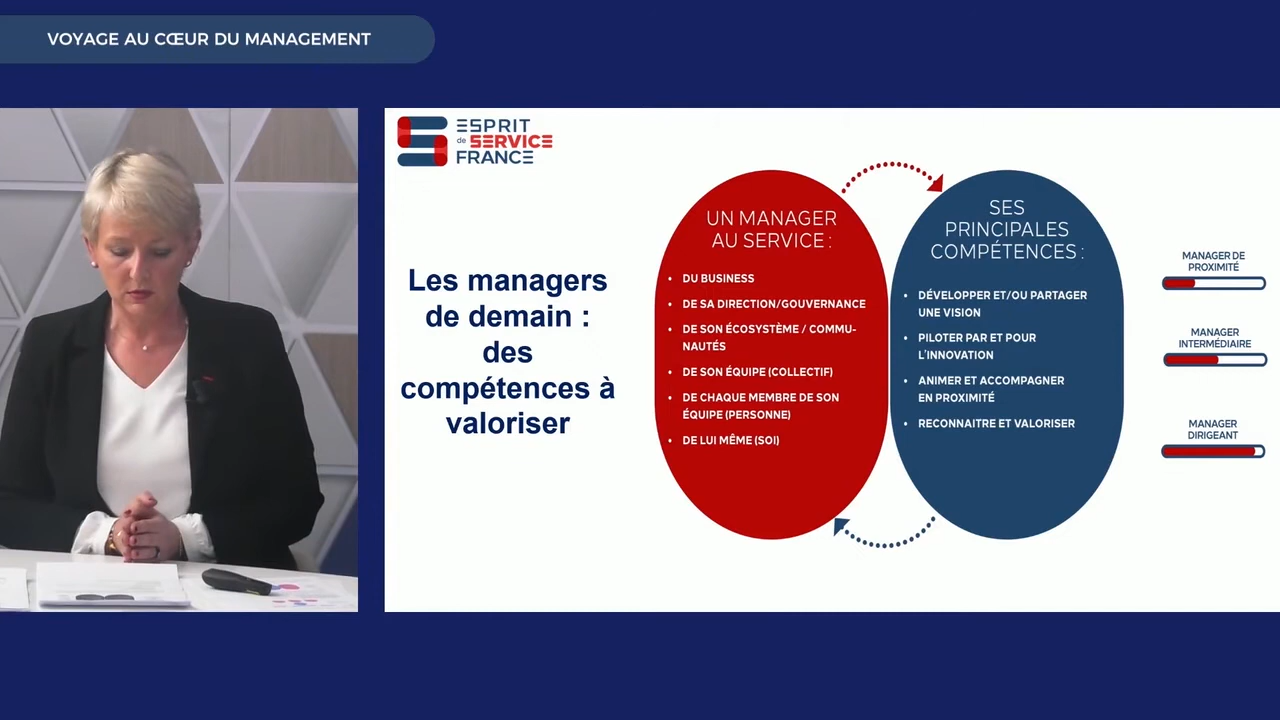 VOYAGE AU CŒUR DU MANAGEMENT
ESPRIT
de SERVICE
FRANCE
Les managers
de demain :
des
compétences à
valoriser
UN MANAGER
AU SERVICE :
• DU BUSINESS
• DE SA DIRECTION/GOUVERNANCE
• DE SON ÉCOSYSTÈME / COMMU-
NAUTÉS
• DE SON ÉQUIPE (COLLECTIF)
• DE CHAQUE MEMBRE DE SON
ÉQUIPE (PERSONNE)
• DE LUI MÊME (SOI)
SES
PRINCIPALES
COMPÉTENCES :
• DÉVELOPPER ET/OU PARTAGER
UNE VISION
• PILOTER PAR ET POUR
L'INNOVATION
• ANIMER ET ACCOMPAGNER
EN PROXIMITÉ
• RECONNAITRE ET VALORISER
MANAGER DE
PROXIMITÉ
MANAGER
INTERMÉDIAIRE
MANAGER
DIRIGEANT